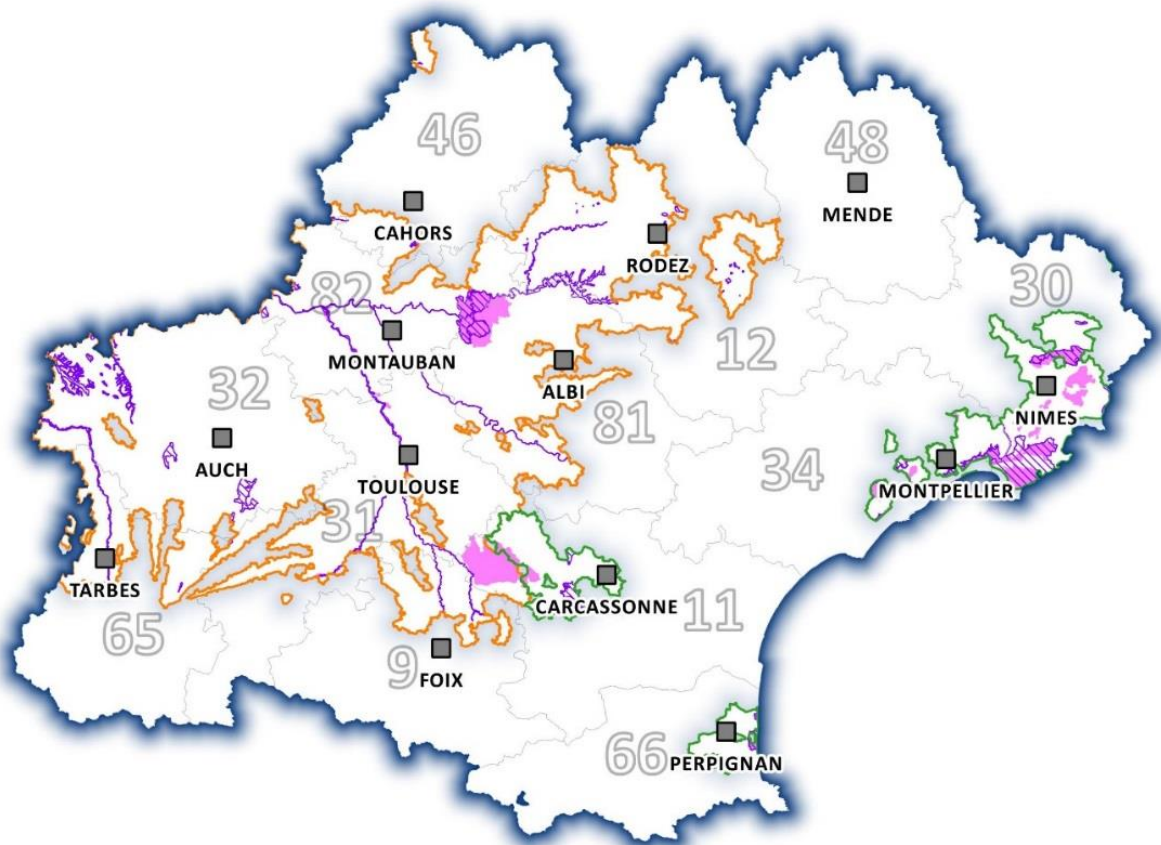 46
48
MENDE
CAHORS
RODEZ
30
82
MONTAUBAN
12
32
ALBI
NIMES
81
AUCH
34
TOULOUSE
MONTPELLIER
31
TARBES
CARCASSONNE
11
65
9
FOIX
66
PERPIGNAN